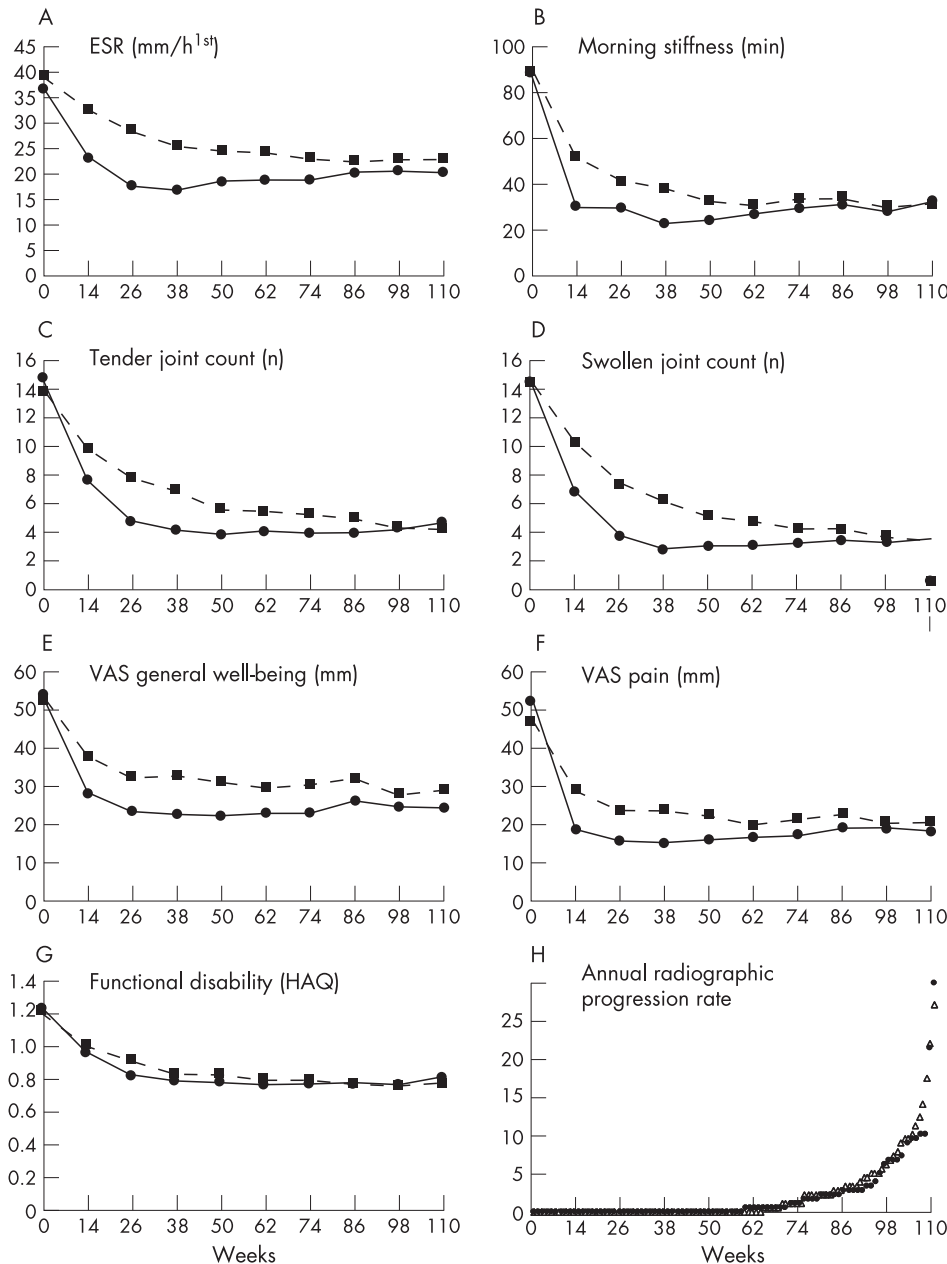 A
ESR (mm/h1st)
45
40
35
30
25
20
15
10
5
0
0 14 26 38 50 62 74 86 98 110
B
Morning stiffness (min)
100
80
60
40
20
0
0 14 26 38 50 62 74 86 98 110
C
Tender joint count (n)
16
14
12
10
8
6
4
2
0
0 14 26 38 50 62 74 86 98 110
D
Swollen joint count (n)
16
14
12
10
8
6
4
2
0
0 14 26 38 50 62 74 86 98 110
E
VAS general well-being (mm)
60
50
40
30
20
10
0
0 14 26 38 50 62 74 86 98 110
F
VAS pain (mm)
60
50
40
30
20
10
0
0 14 26 38 50 62 74 86 98 110
G
Functional disability (HAQ)
1.4
1.2
1.0
0.8
0.6
0.4
0.2
0
0 14 26 38 50 62 74 86 98 110
Weeks
H
Annual radiographic
progression rate
25
20
15
10
5
0
0 14 26 38 50 62 74 86 98 110
Weeks